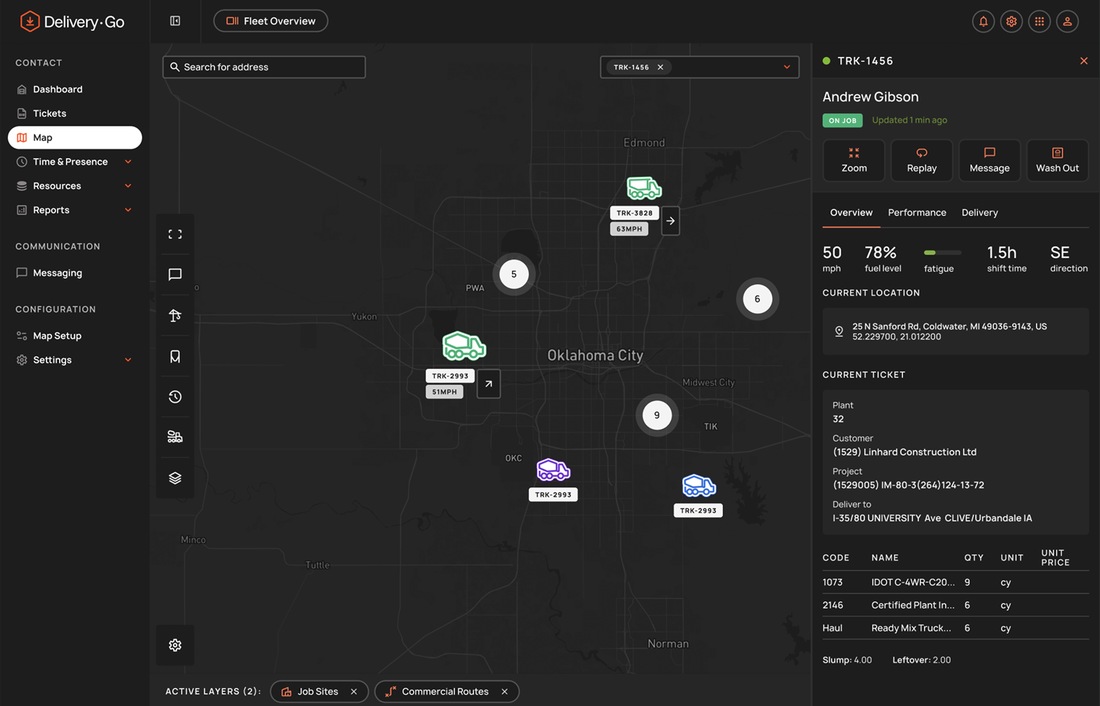 Delivery·Go
Fleet Overview
CONTACT
Dashboard
Tickets
Map
Time & Presence
Resources
Reports
COMMUNICATION
Messaging
CONFIGURATION
Map Setup
Settings
Search for address
TRK-1456
Edmond
TRK-3828
63MPH
5
PWA
6
Yukon
Oklahoma City
TRK-2993
51MPH
Midwest City
9
TIK
OKC
TRK-2993
TRK-2993
Minco
Tuttle
Norman
ACTIVE LAYERS (2):
Job Sites
Commercial Routes
TRK-1456
Andrew Gibson
ON JOB
Updated 1 min ago
Zoom
Replay
Message
Wash Out
Overview Performance Delivery
50 78% 1.5h SE
mph fuel level fatigue shift time direction
CURRENT LOCATION
25 N Sanford Rd, Coldwater, MI 49036-9143, US
52.229700, 21.012200
CURRENT TICKET
Plant
32
Customer
(1529) Linhard Construction Ltd
Project
(1529005) IM-80-3(264)124-13-72
Deliver to
I-35/80 UNIVERSITY Ave CLIVE/Urbandale IA
CODE NAME QTY UNIT UNIT PRICE
1073 IDOT C-4WR-C20... 9 cy
2146 Certified Plant In... 6 cy
Haul Ready Mix Truck... 6 cy
Slump: 4.00 Leftover: 2.00